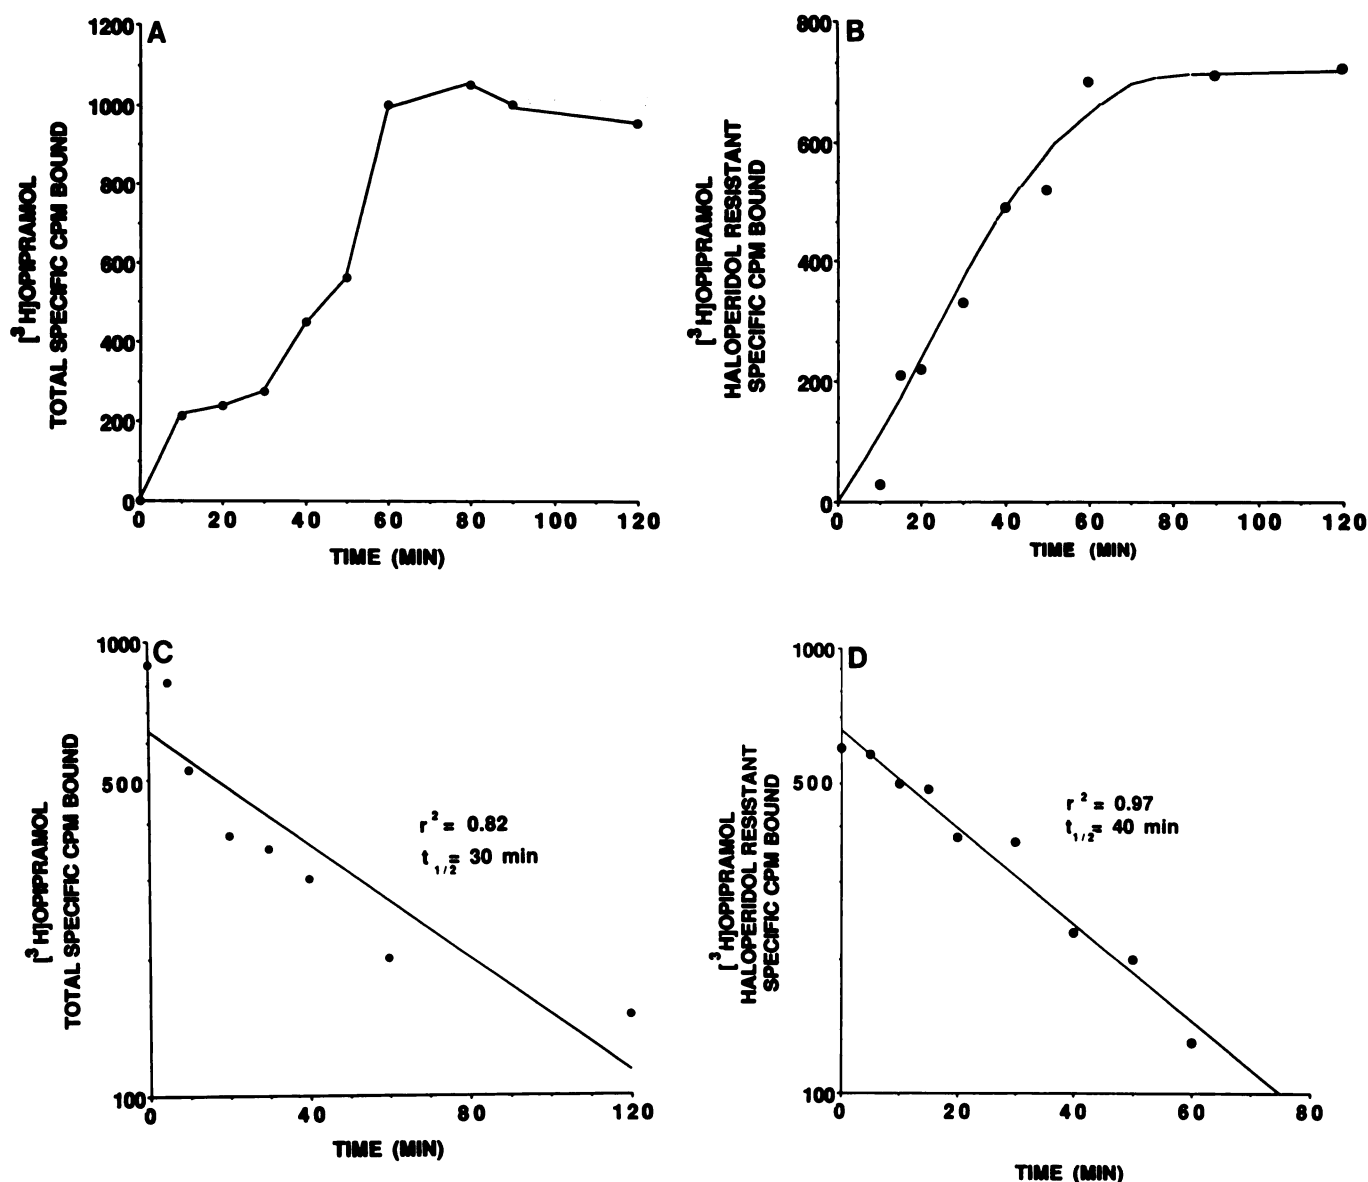 A
[³H]OPIPRAMOL
TOTAL SPECIFIC CPM BOUND
1200
1000
800
600
400
200
0
0 20 40 60 80 100 120
TIME (MIN)
B
[³H]OPIPRAMOL
HALOPERIDOL RESISTANT
SPECIFIC CPM BOUND
800
600
400
200
0
0 20 40 60 80 100 120
TIME (MIN)
C
[³H]OPIPRAMOL
TOTAL SPECIFIC CPM BOUND
1000
500
100
r² = 0.82
t₁/₂= 30 min
0 40 80 120
TIME (MIN)
D
[³H]OPIPRAMOL
HALOPERIDOL RESISTANT
SPECIFIC CPM BOUND
1000
500
100
r² = 0.97
t₁/₂= 40 min
0 20 40 60 80
TIME (MIN)